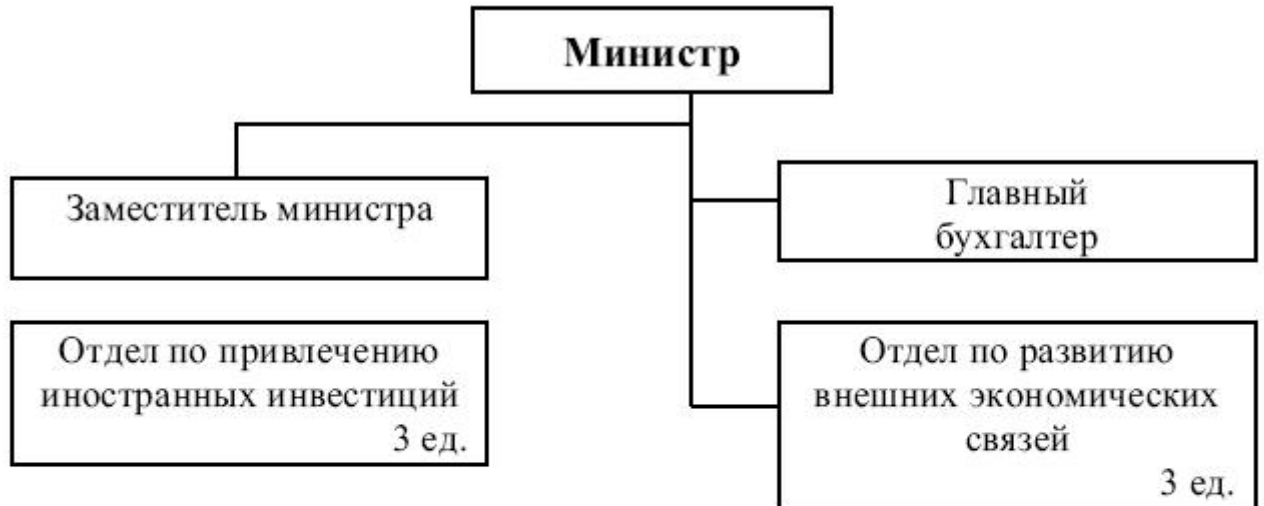 Министр
Заместитель министра
Главный
бухгалтер
Отдел по привлечению
иностранных инвестиций
3 ед.
Отдел по развитию
внешних экономических
связей
3 ед.